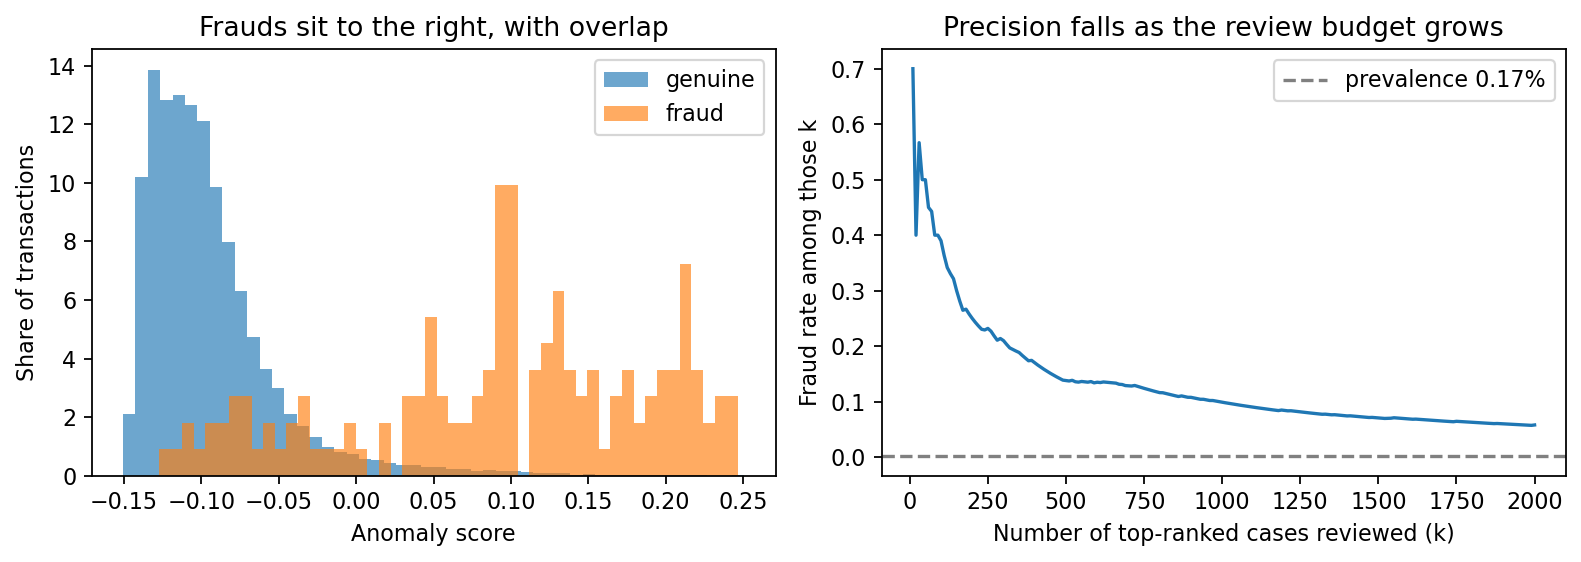 Frauds sit to the right, with overlap
Share of transactions
14
12
10
8
6
4
2
0
genuine
fraud
−0.15 −0.10 −0.05 0.00 0.05 0.10 0.15 0.20 0.25
Anomaly score
Precision falls as the review budget grows
Fraud rate among those k
0.7
0.6
0.5
0.4
0.3
0.2
0.1
0.0
prevalence 0.17%
0 250 500 750 1000 1250 1500 1750 2000
Number of top-ranked cases reviewed (k)